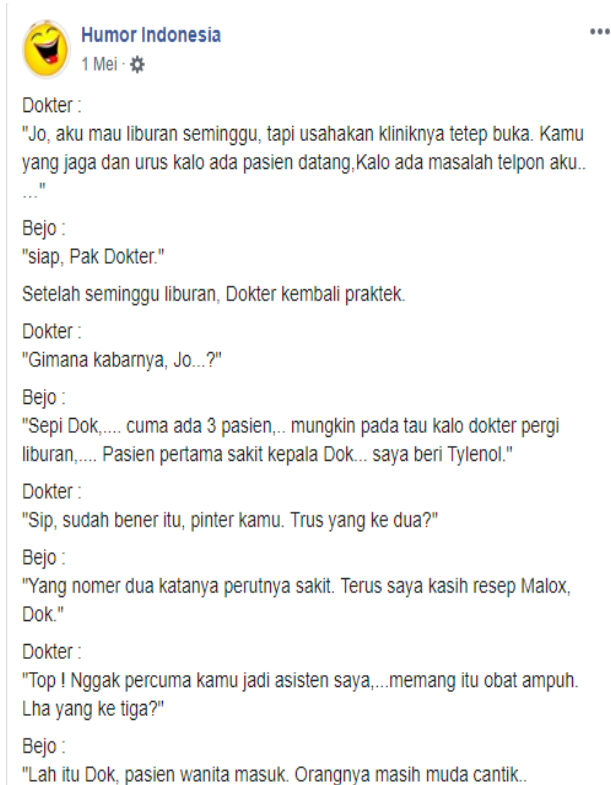 Humor Indonesia
1 Mei ·
Dokter :
"Jo, aku mau liburan seminggu, tapi usahakan kliniknya tetep buka. Kamu
yang jaga dan urus kalo ada pasien datang,Kalo ada masalah telpon aku..
…"
Bejo :
"siap, Pak Dokter."
Setelah seminggu liburan, Dokter kembali praktek.
Dokter :
"Gimana kabarnya, Jo...?"
Bejo :
"Sepi Dok,.... cuma ada 3 pasien,.. mungkin pada tau kalo dokter pergi
liburan,.... Pasien pertama sakit kepala Dok... saya beri Tylenol."
Dokter :
"Sip, sudah bener itu, pinter kamu. Trus yang ke dua?"
Bejo :
"Yang nomer dua katanya perutnya sakit. Terus saya kasih resep Malox,
Dok."
Dokter :
"Top ! Nggak percuma kamu jadi asisten saya,...memang itu obat ampuh.
Lha yang ke tiga?"
Bejo :
"Lah itu Dok, pasien wanita masuk. Orangnya masih muda cantik..